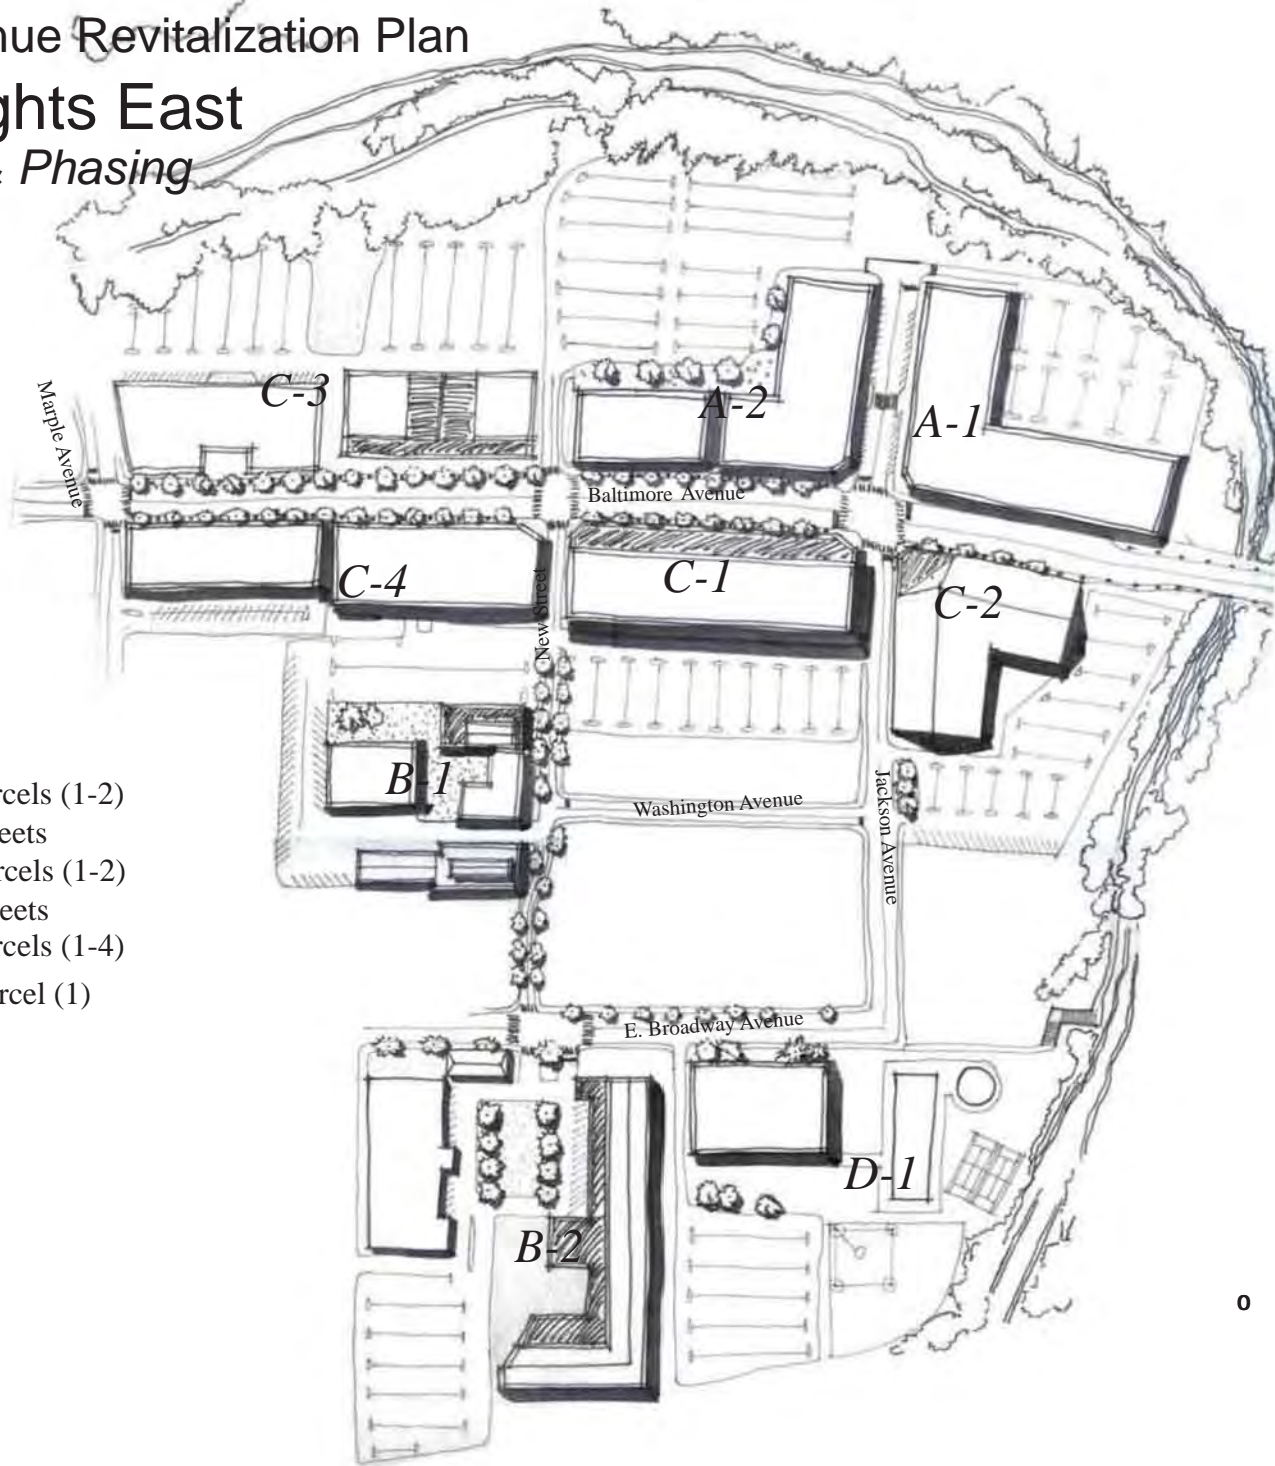 nue Revitalization Plan
ghts East
& Phasing
Marple Avenue
C-3
A-2
A-1
Baltimore Avenue
C-4
New Street
C-1
C-2
B-1
Washington Avenue
Jackson Avenue
rcels (1-2)
eets
rcels (1-2)
eets
rcels (1-4)
rcel (1)
E. Broadway Avenue
D-1
B-2
0